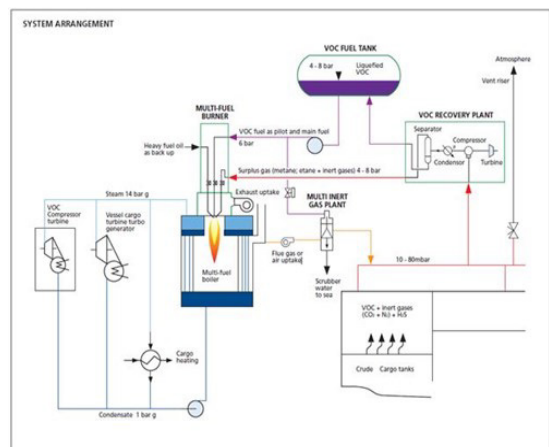 SYSTEM ARRANGEMENT
VOC FUEL TANK
4 - 8 bar
Liquefied
VOC
Atmosphere
Vent riser
MULTI-FUEL
BURNER
VOC RECOVERY PLANT
Separator
Compressor
Condensor
Turbine
VOC fuel as pilot and main fuel
6 bar
Heavy fuel oil
as back up
Surplus gas (metane; etane + inert gases) 4 - 8 bar
Steam 14 bar g
Exhaust uptake
MULTI INERT
GAS PLANT
VOC
Compressor
turbine
Vessel cargo
turbine turbo
generator
Multi-fuel
boiler
Flue gas or
air uptake
Scrubber
water
to sea
10 - 80mbar
VOC + inert gases
(CO₂ + N₂) + H₂S
Cargo
heating
Crude
Cargo tanks
Condensate 1 bar g